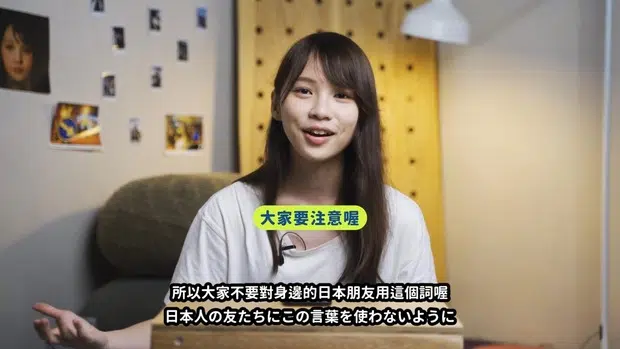 大家要注意喔
所以大家不要對身邊的日本朋友用這個詞喔
日本人の友たちにこの言葉を使わないように